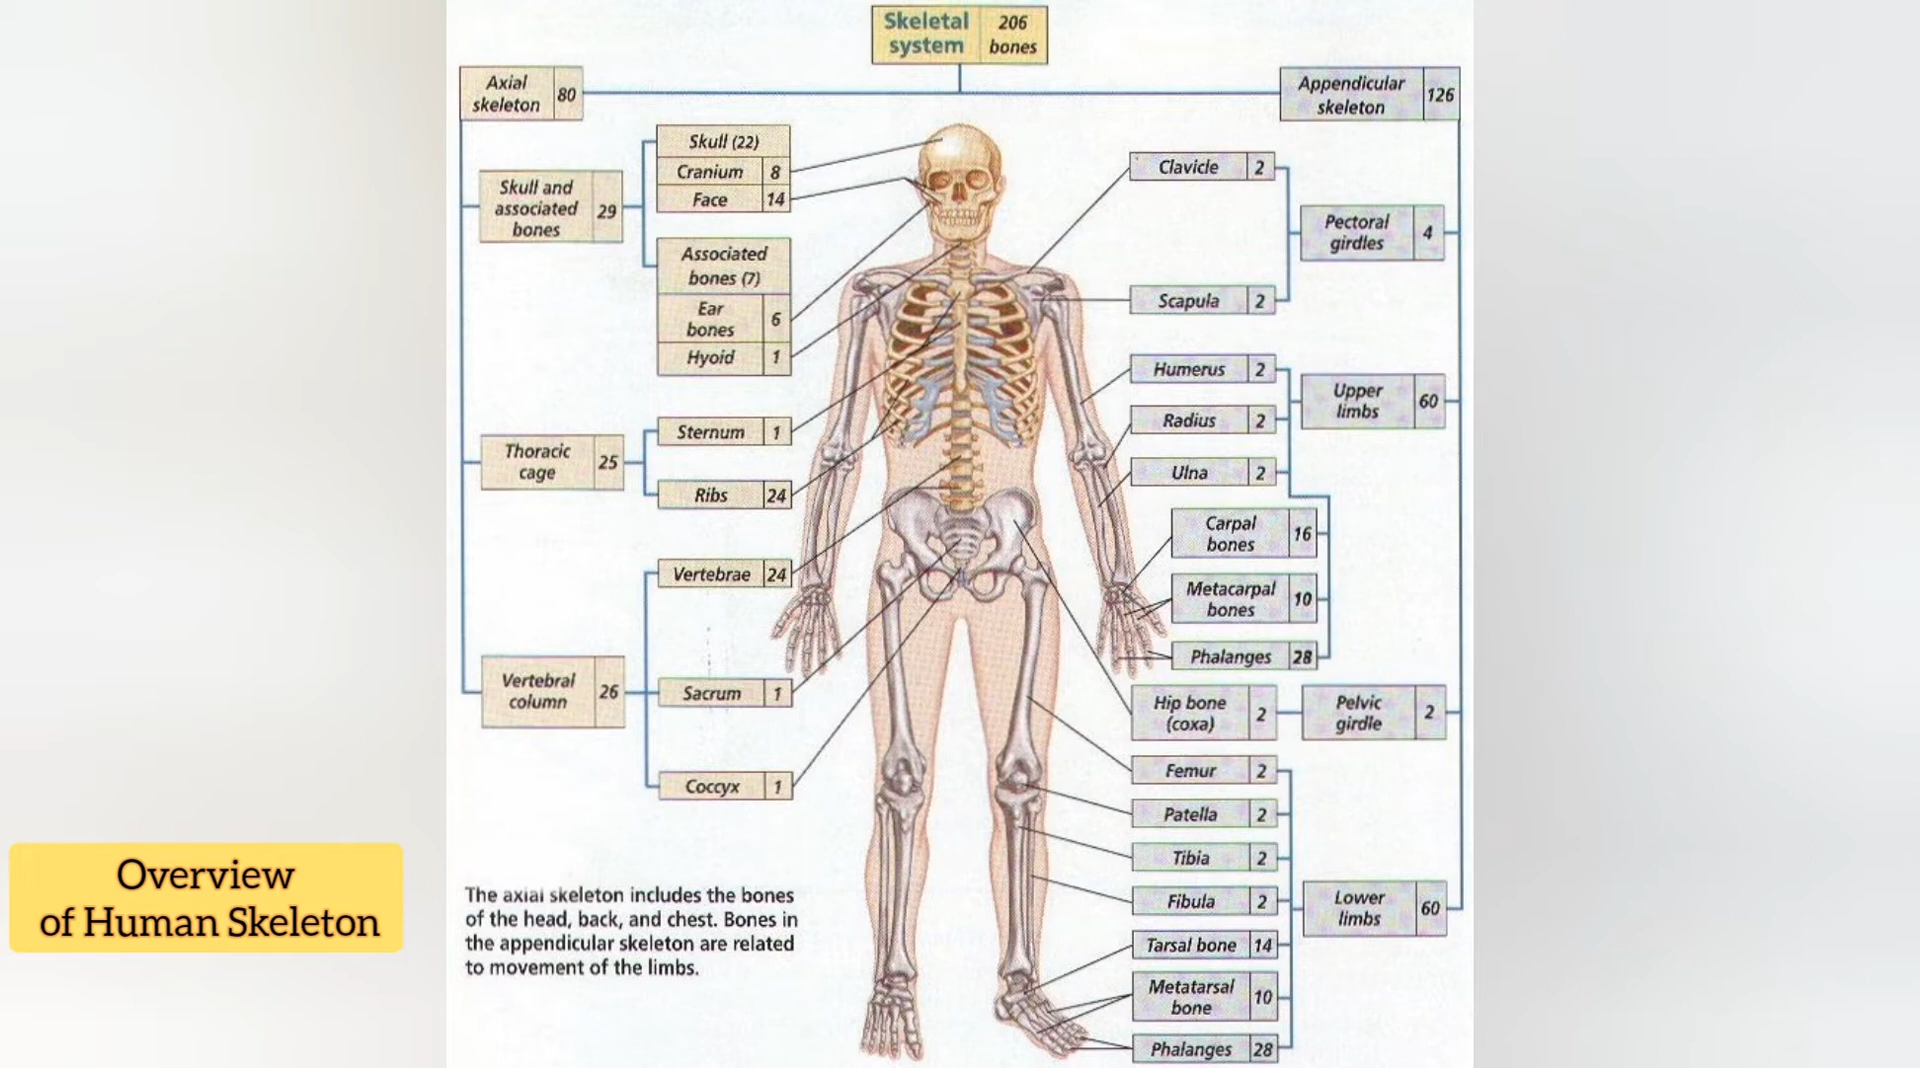 Skeletal
system
206
bones
Axial
skeleton
80
Appendicular
skeleton
126
Skull and
associated
bones
29
Skull (22)
Cranium 8
Face 14
Associated
bones (7)
Ear
bones
6
Hyoid 1
Thoracic
cage
25
Sternum 1
Ribs 24
Vertebral
column
26
Vertebrae 24
Sacrum 1
Coccyx 1
Clavicle 2
Scapula 2
Pectoral
girdles
4
Humerus 2
Radius 2
Ulna 2
Upper
limbs
60
Carpal
bones
16
Metacarpal
bones
10
Phalanges 28
Hip bone
(coxa)
2
Pelvic
girdle
2
Femur 2
Patella 2
Tibia 2
Fibula 2
Lower
limbs
60
Tarsal bone 14
Metatarsal
bone
10
Phalanges 28
The axial skeleton includes the bones
of the head, back, and chest. Bones in
the appendicular skeleton are related
to movement of the limbs.
Overview
of Human Skeleton